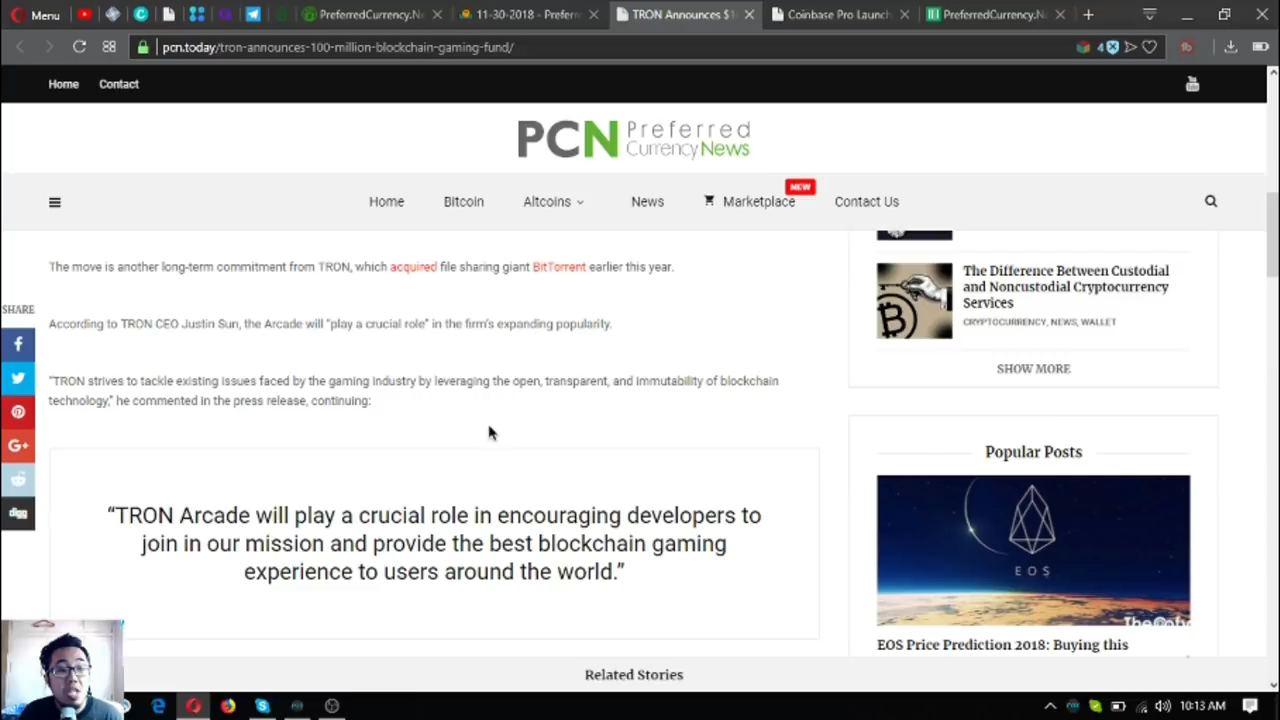 Menu
PreferredCurrency.Ne
11-30-2018 - Preferr
TRON Announces $1
Coinbase Pro Launch
PreferredCurrency.N
pcn.today/tron-announces-100-million-blockchain-gaming-fund/
4
Home Contact
You
PCN Preferred
CurrencyNews
NEW
Home Bitcoin Altcoins News Marketplace Contact Us
The move is another long-term commitment from TRON, which acquired file sharing giant BitTorrent earlier this year.
SHARE
According to TRON CEO Justin Sun, the Arcade will “play a crucial role” in the firm’s expanding popularity.
“TRON strives to tackle existing issues faced by the gaming industry by leveraging the open, transparent, and immutability of blockchain
technology,” he commented in the press release, continuing:
“TRON Arcade will play a crucial role in encouraging developers to
join in our mission and provide the best blockchain gaming
experience to users around the world.”
The Difference Between Custodial
and Noncustodial Cryptocurrency
Services
CRYPTOCURRENCY, NEWS, WALLET
SHOW MORE
Popular Posts
EOS
EOS Price Prediction 2018: Buying this
Related Stories
G+
digg
10:13 AM